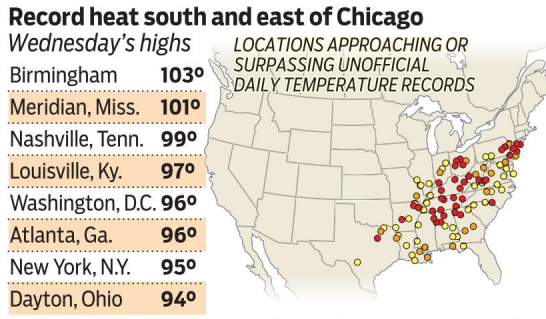 Record heat south and east of Chicago
Wednesday's highs
Birmingham 103º
Meridian, Miss. 101º
Nashville, Tenn. 99º
Louisville, Ky. 97º
Washington, D.C. 96º
Atlanta, Ga. 96º
New York, N.Y. 95º
Dayton, Ohio 94º
LOCATIONS APPROACHING OR
SURPASSING UNOFFICIAL
DAILY TEMPERATURE RECORDS